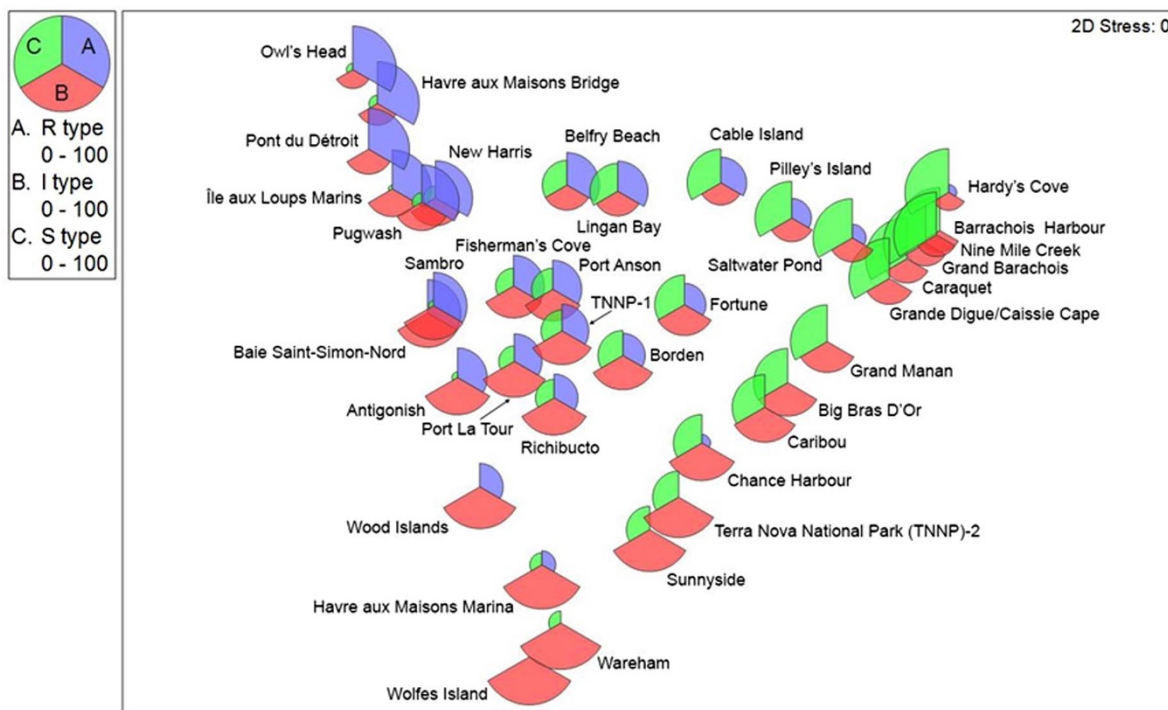 C A
B
A. R type
0 - 100
B. I type
0 - 100
C. S type
0 - 100
2D Stress: 0
Owl's Head
Havre aux Maisons Bridge
Pont du Détroit
New Harris
Belfry Beach
Cable Island
Pilley's Island
Hardy's Cove
Île aux Loups Marins
Pugwash
Lingan Bay
Barrachois Harbour
Nine Mile Creek
Saltwater Pond
Grand Barachois
Caraquet
Grande Digue/Caissie Cape
Fisherman's Cove
Sambro
Port Anson
TNNP-1
Fortune
Baie Saint-Simon-Nord
Borden
Grand Manan
Antigonish
Port La Tour
Richibucto
Big Bras D'Or
Caribou
Chance Harbour
Wood Islands
Terra Nova National Park (TNNP)-2
Sunnyside
Havre aux Maisons Marina
Wareham
Wolfes Island